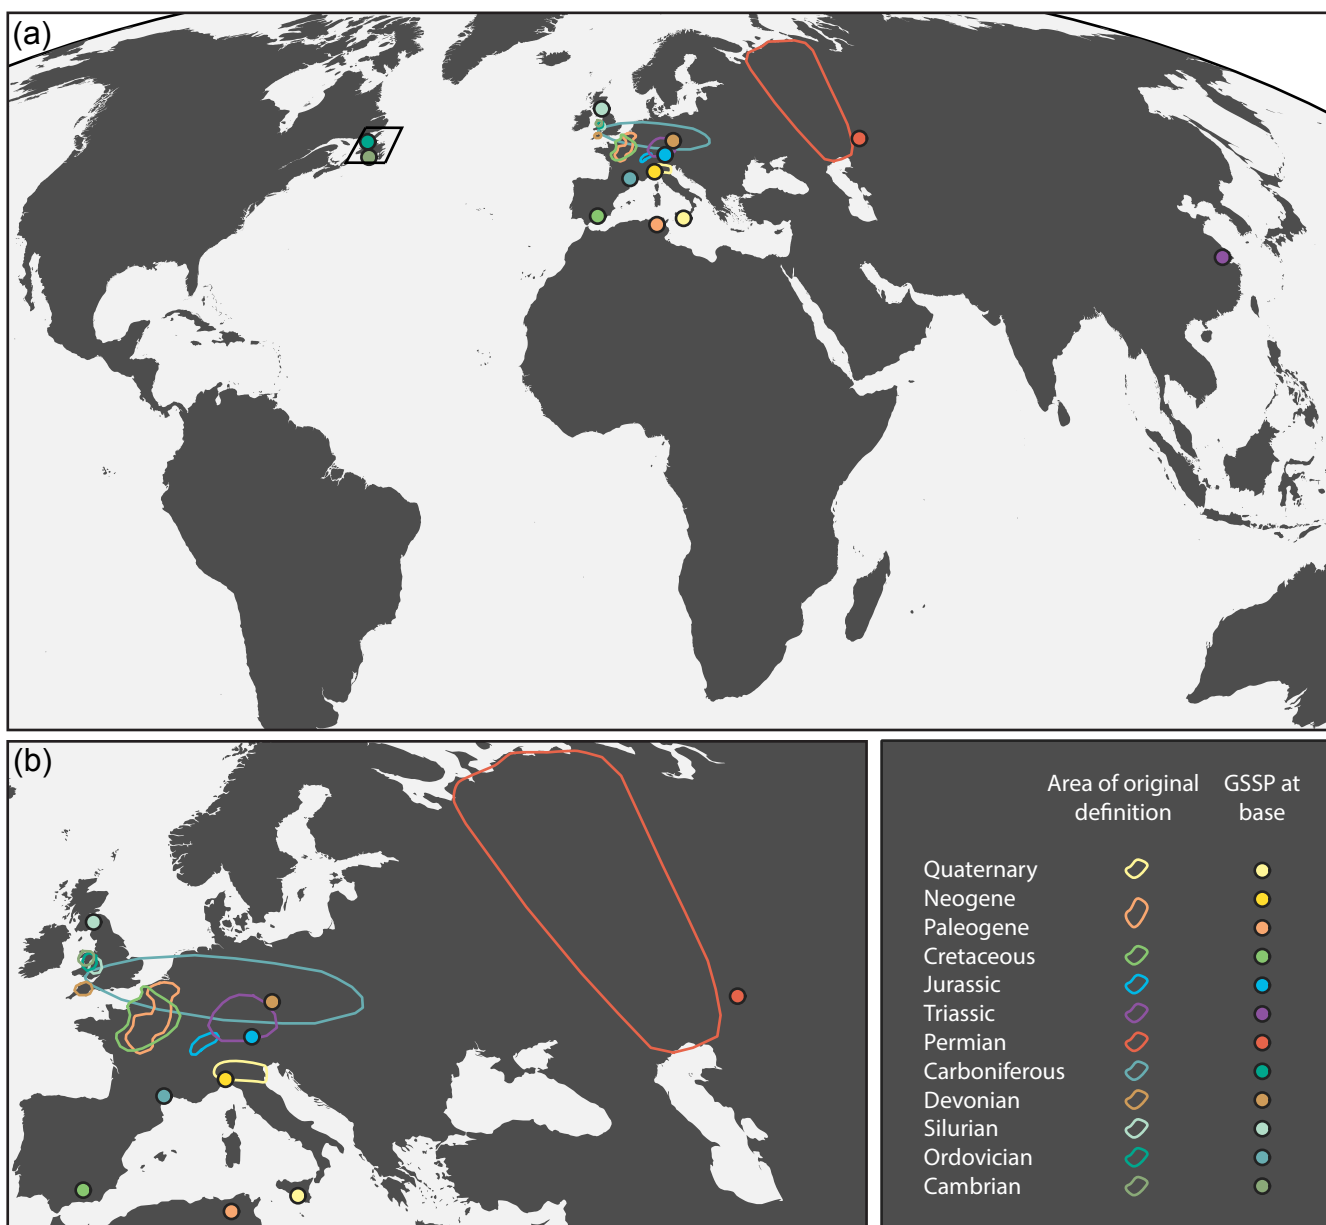 (a)
(b)
Area of original
definition
GSSP at
base
Quaternary
Neogene
Paleogene
Cretaceous
Jurassic
Triassic
Permian
Carboniferous
Devonian
Silurian
Ordovician
Cambrian